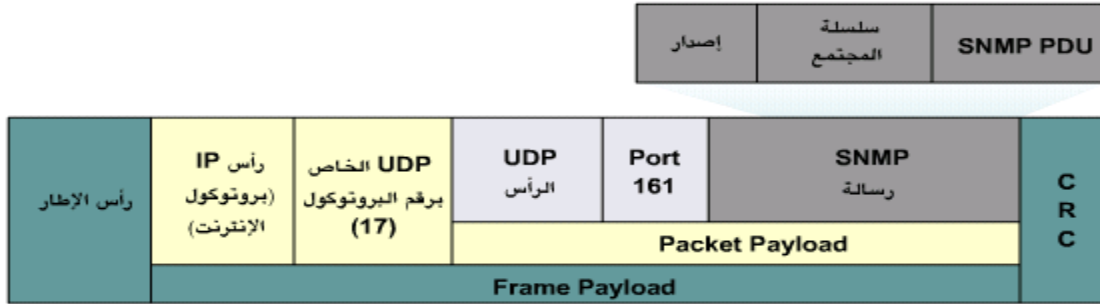 إصدار
سلسلة
المجتمع
SNMP PDU
رأس الإطار
رأس IP
(بروتوكول
الإنترنت)
UDP الخاص
برقم البروتوكول
(17)
UDP
الرأس
Port
161
SNMP
رسالة
C
R
C
Packet Payload
Frame Payload